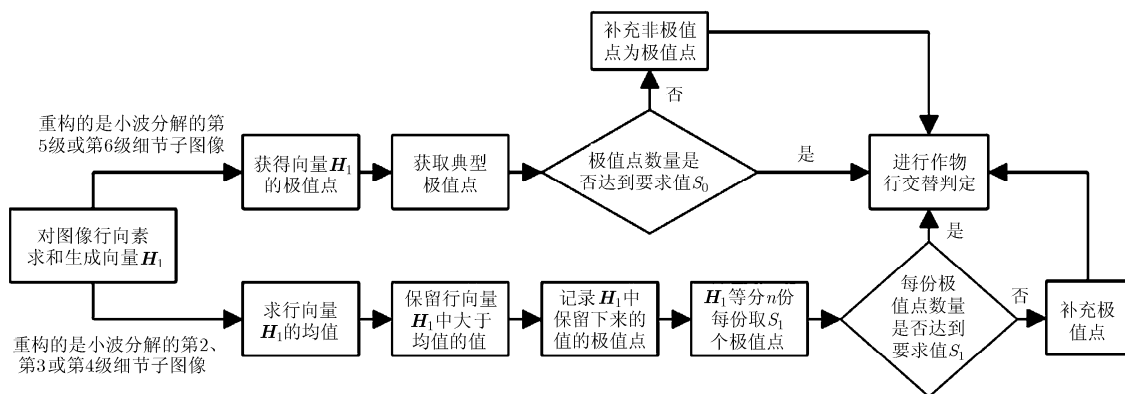 补充非极值
点为极值点
否
重构的是小波分解的第
5级或第6级细节子图像
获得向量H1
的极值点
获取典型
极值点
极值点数量是
否达到要求值S0
是
进行作物
行交替判定
对图像行向素
求和生成向量H1
是
求行向量
H1的均值
保留行向量
H1中大于
均值的值
记录H1中
保留下来的
值的极值点
H1等分n份
每份取S1
个极值点
每份极
值点数量
是否达到
要求值S1
否
补充极
值点
重构的是小波分解的第2、
第3或第4级细节子图像